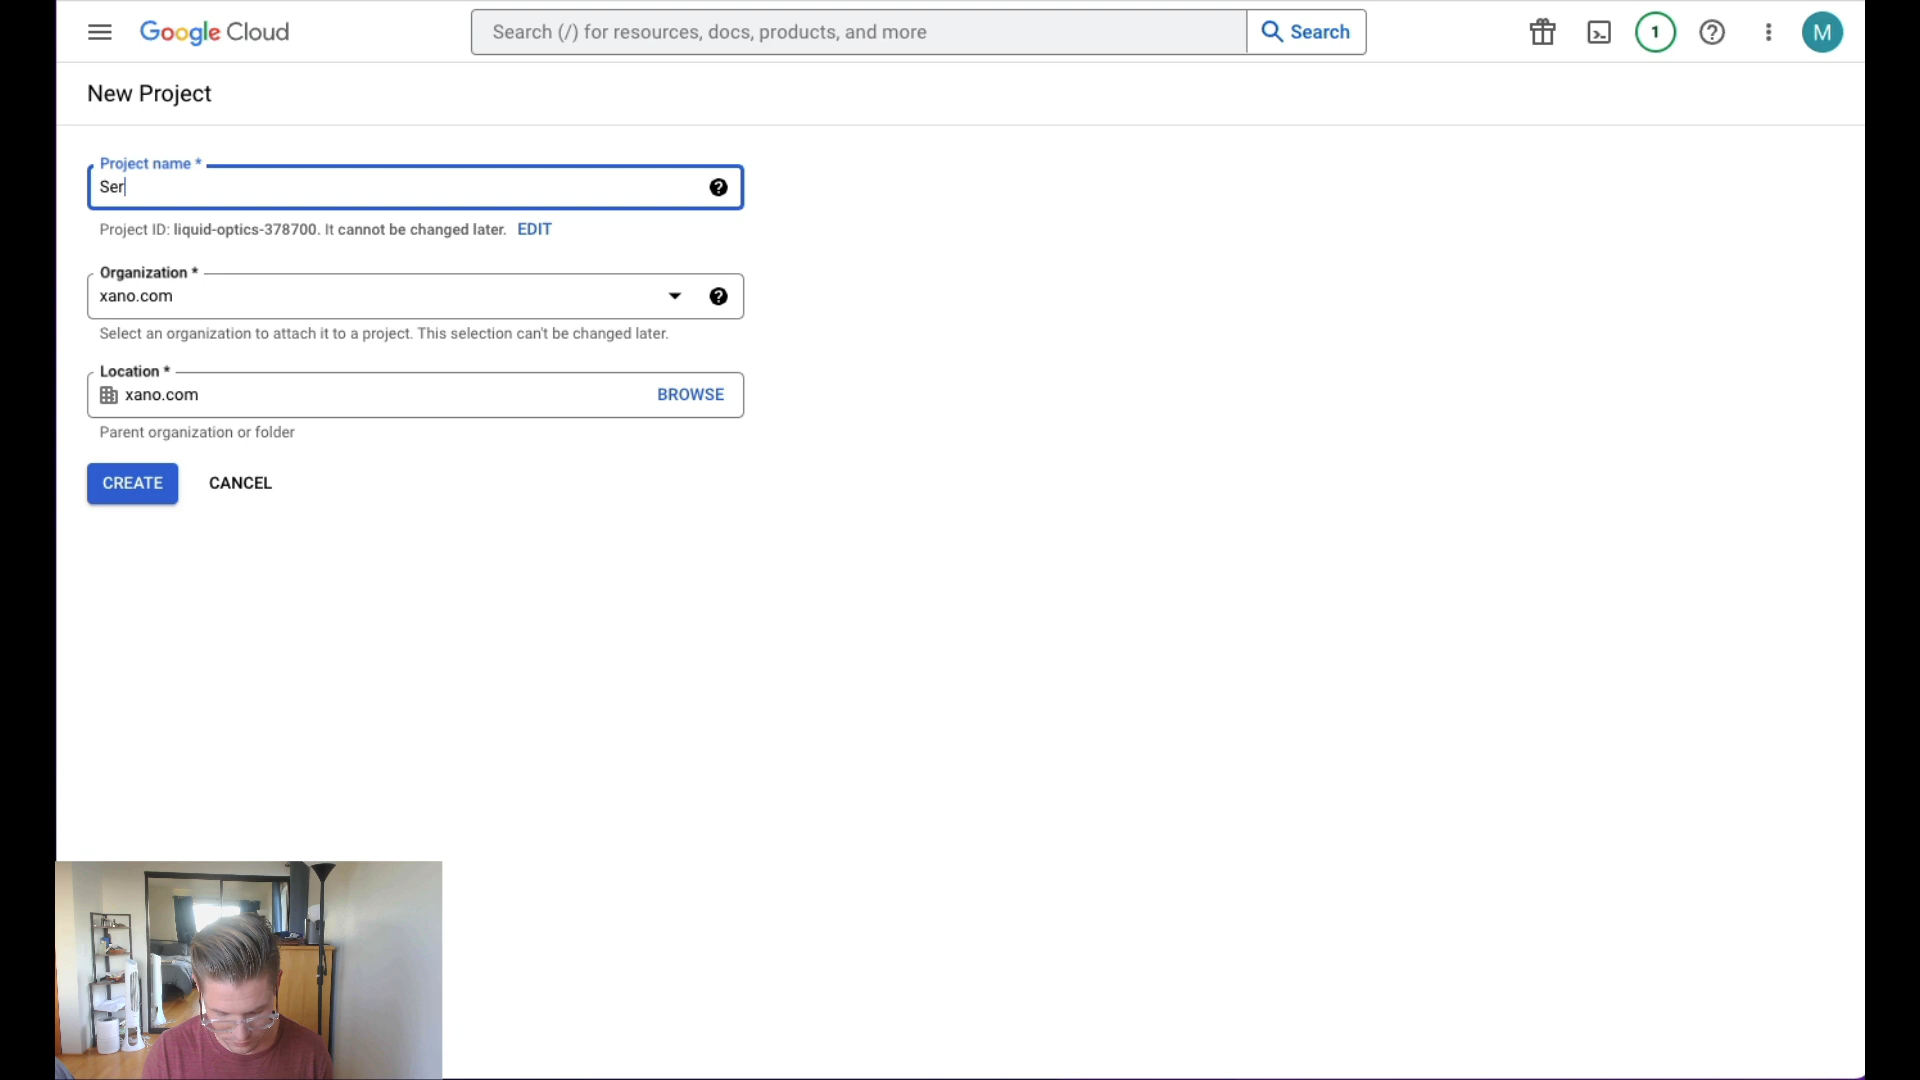 Google Cloud
Search (/) for resources, docs, products, and more
Search
1
M
New Project
Project name *
Ser
Project ID: liquid-optics-378700. It cannot be changed later. EDIT
Organization *
xano.com
Select an organization to attach it to a project. This selection can't be changed later.
Location *
xano.com
BROWSE
Parent organization or folder
CREATE
CANCEL